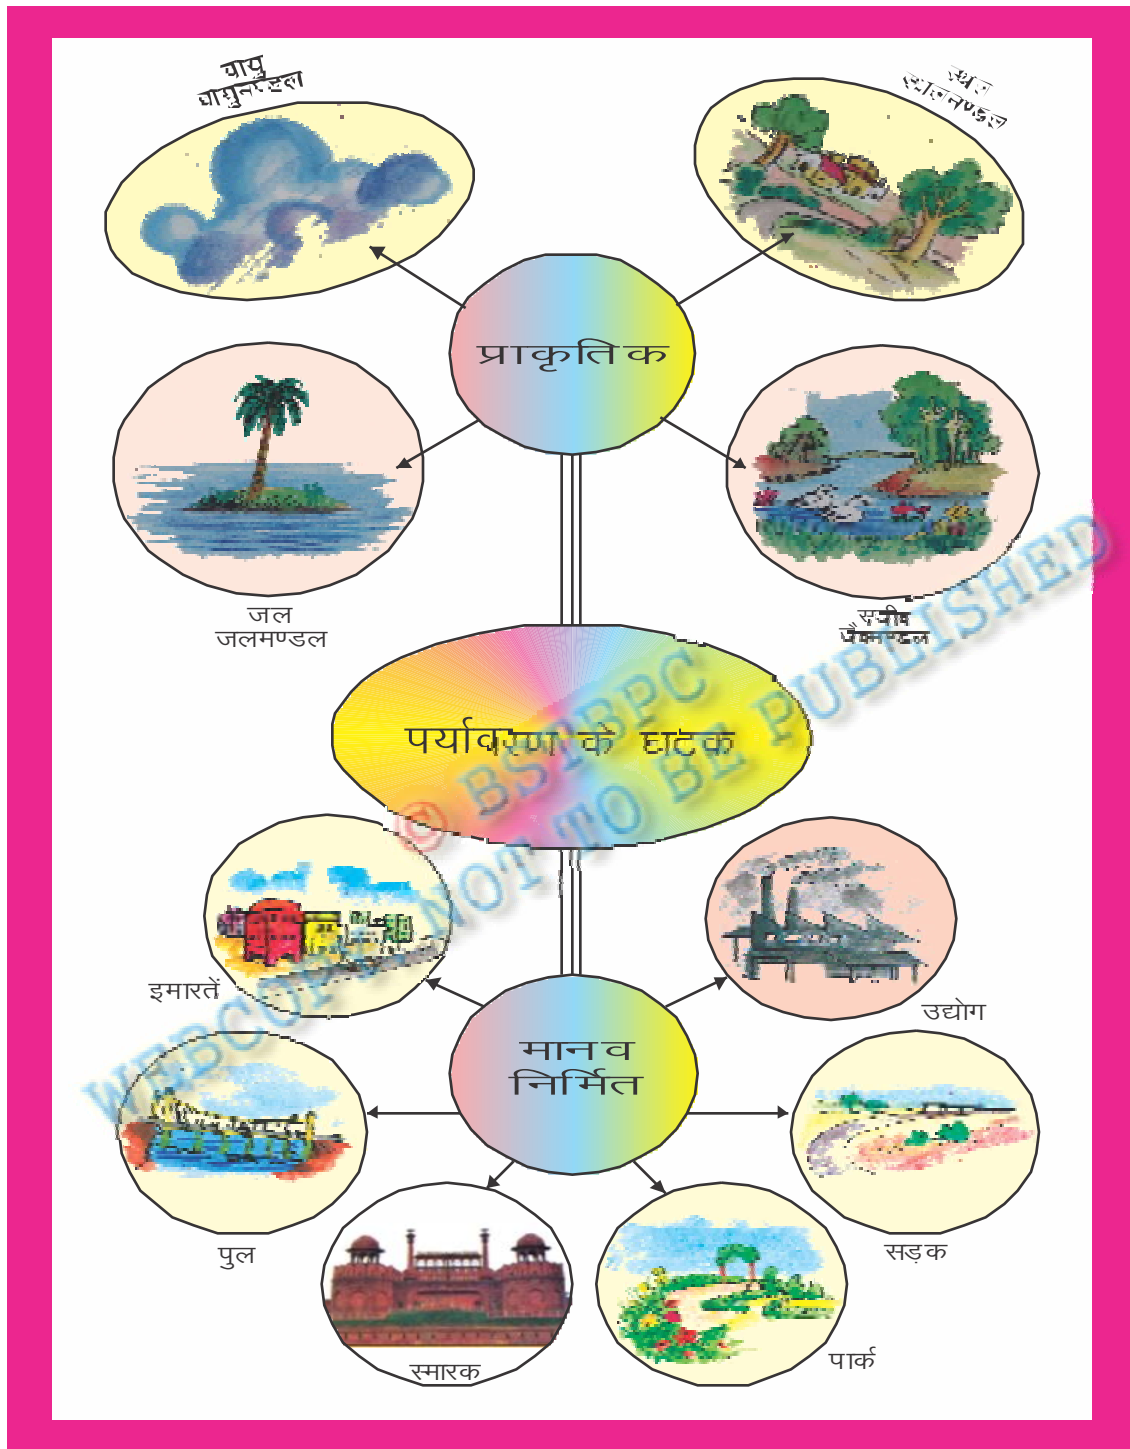 वायु
वायुमण्डल
स्थल
स्थलमण्डल
प्राकृतिक
जल
जलमण्डल
सजीव
जैवमण्डल
पर्यावरण के घटक
इमारतें
उद्योग
मानव
निर्मित
पुल
सड़क
स्मारक
पार्क
© BSTBPC
WEBCOPY, NOT TO BE PUBLISHED